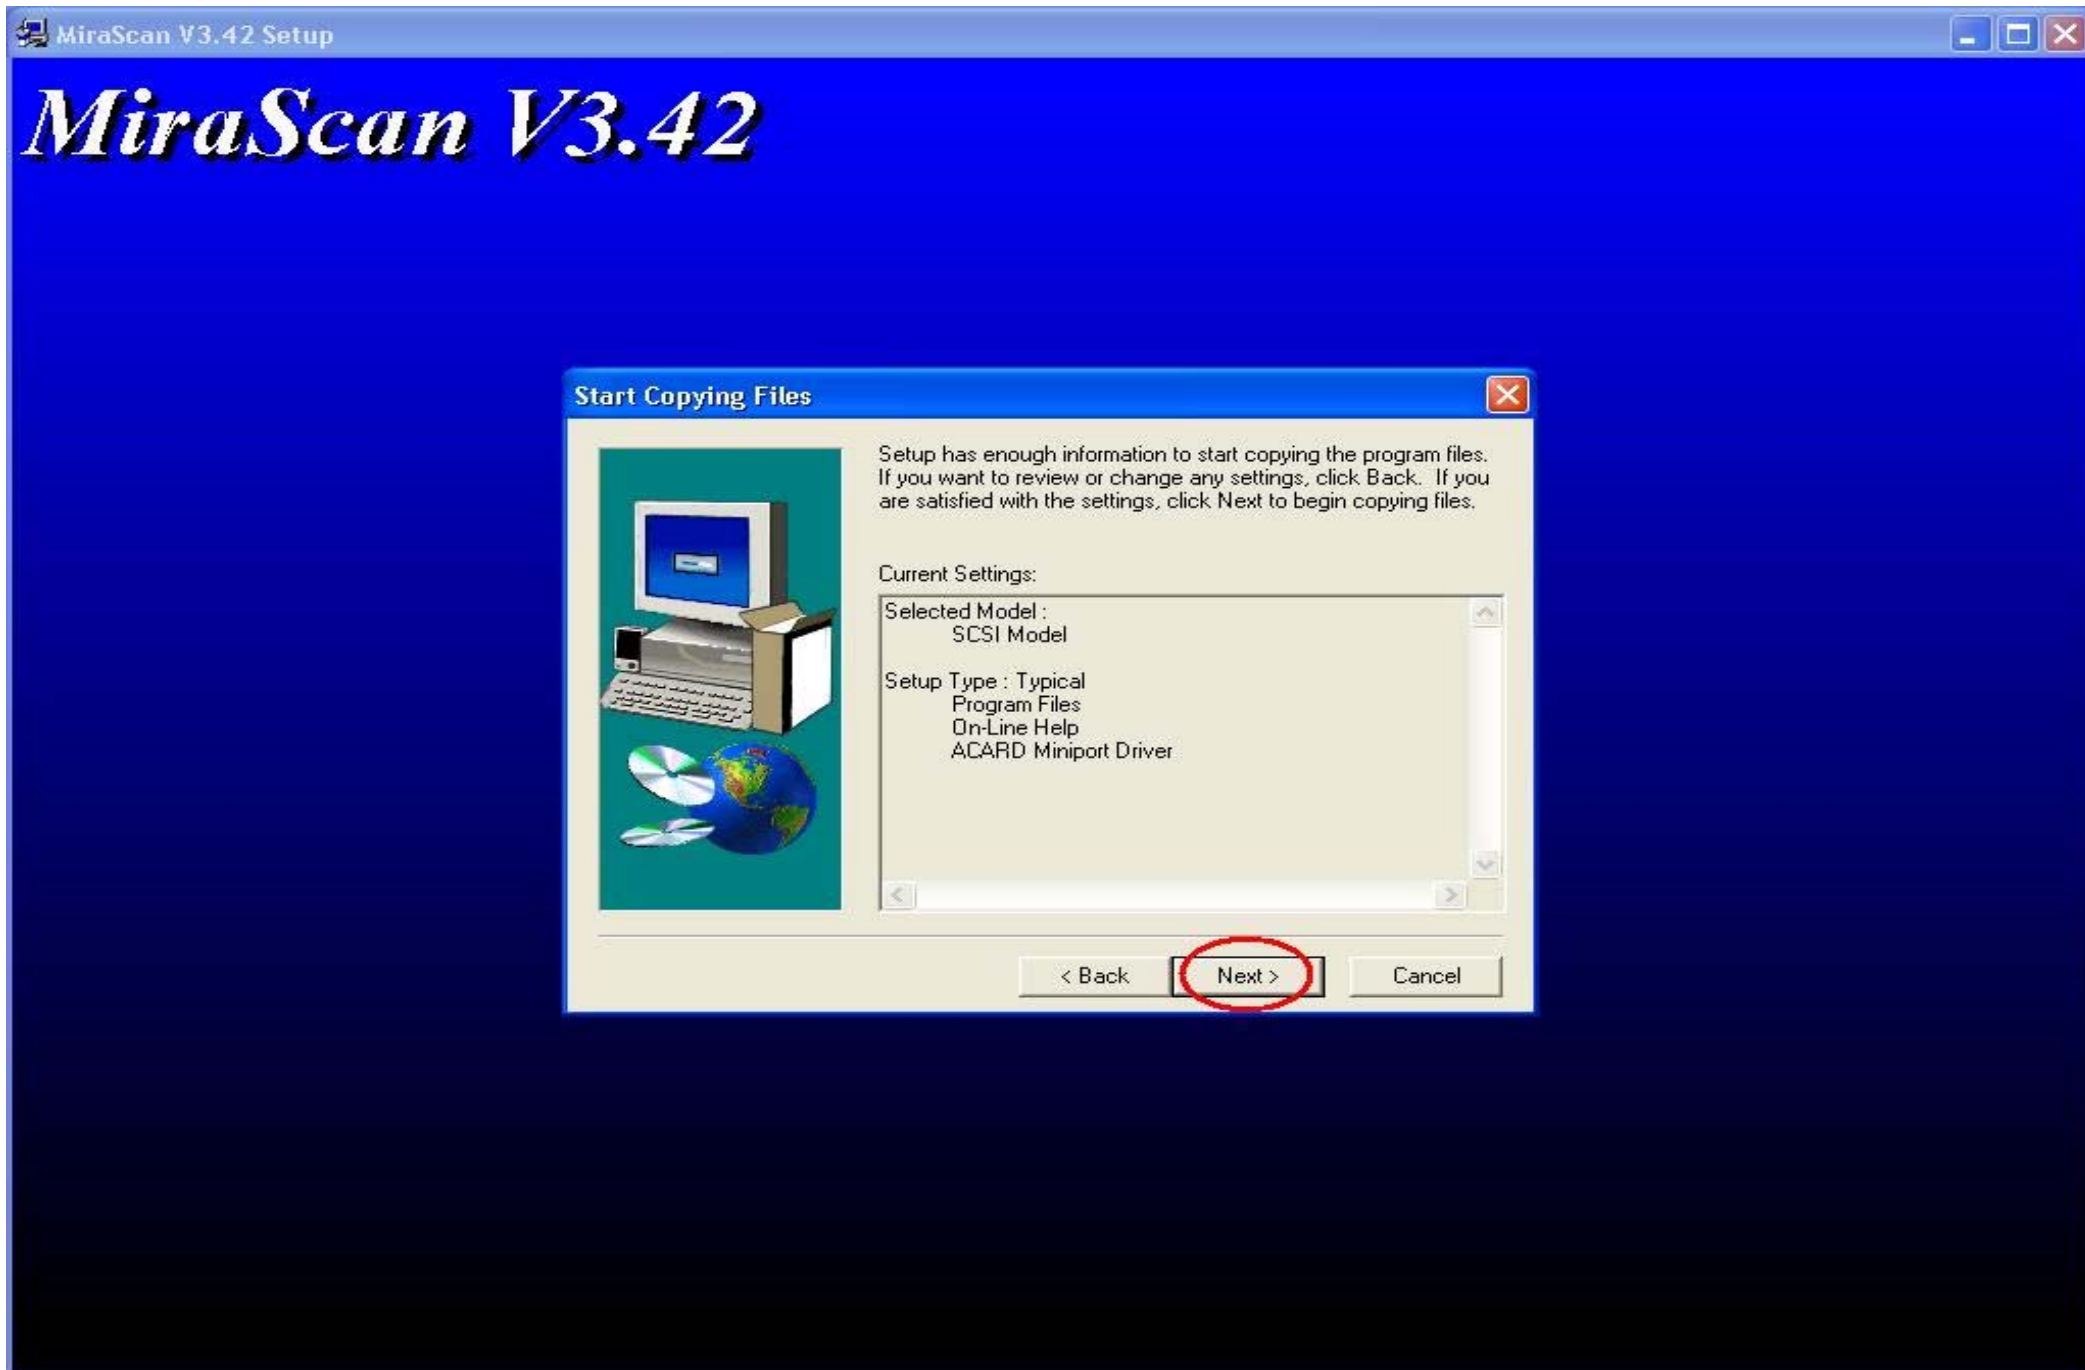 MiraScan V3.42 Setup
MiraScan V3.42
Start Copying Files
Setup has enough information to start copying the program files.
If you want to review or change any settings, click Back.  If you
are satisfied with the settings, click Next to begin copying files.
Current Settings:
Selected Model :
SCSI Model
Setup Type : Typical
Program Files
On-Line Help
ACARD Miniport Driver
< Back
Next >
Cancel